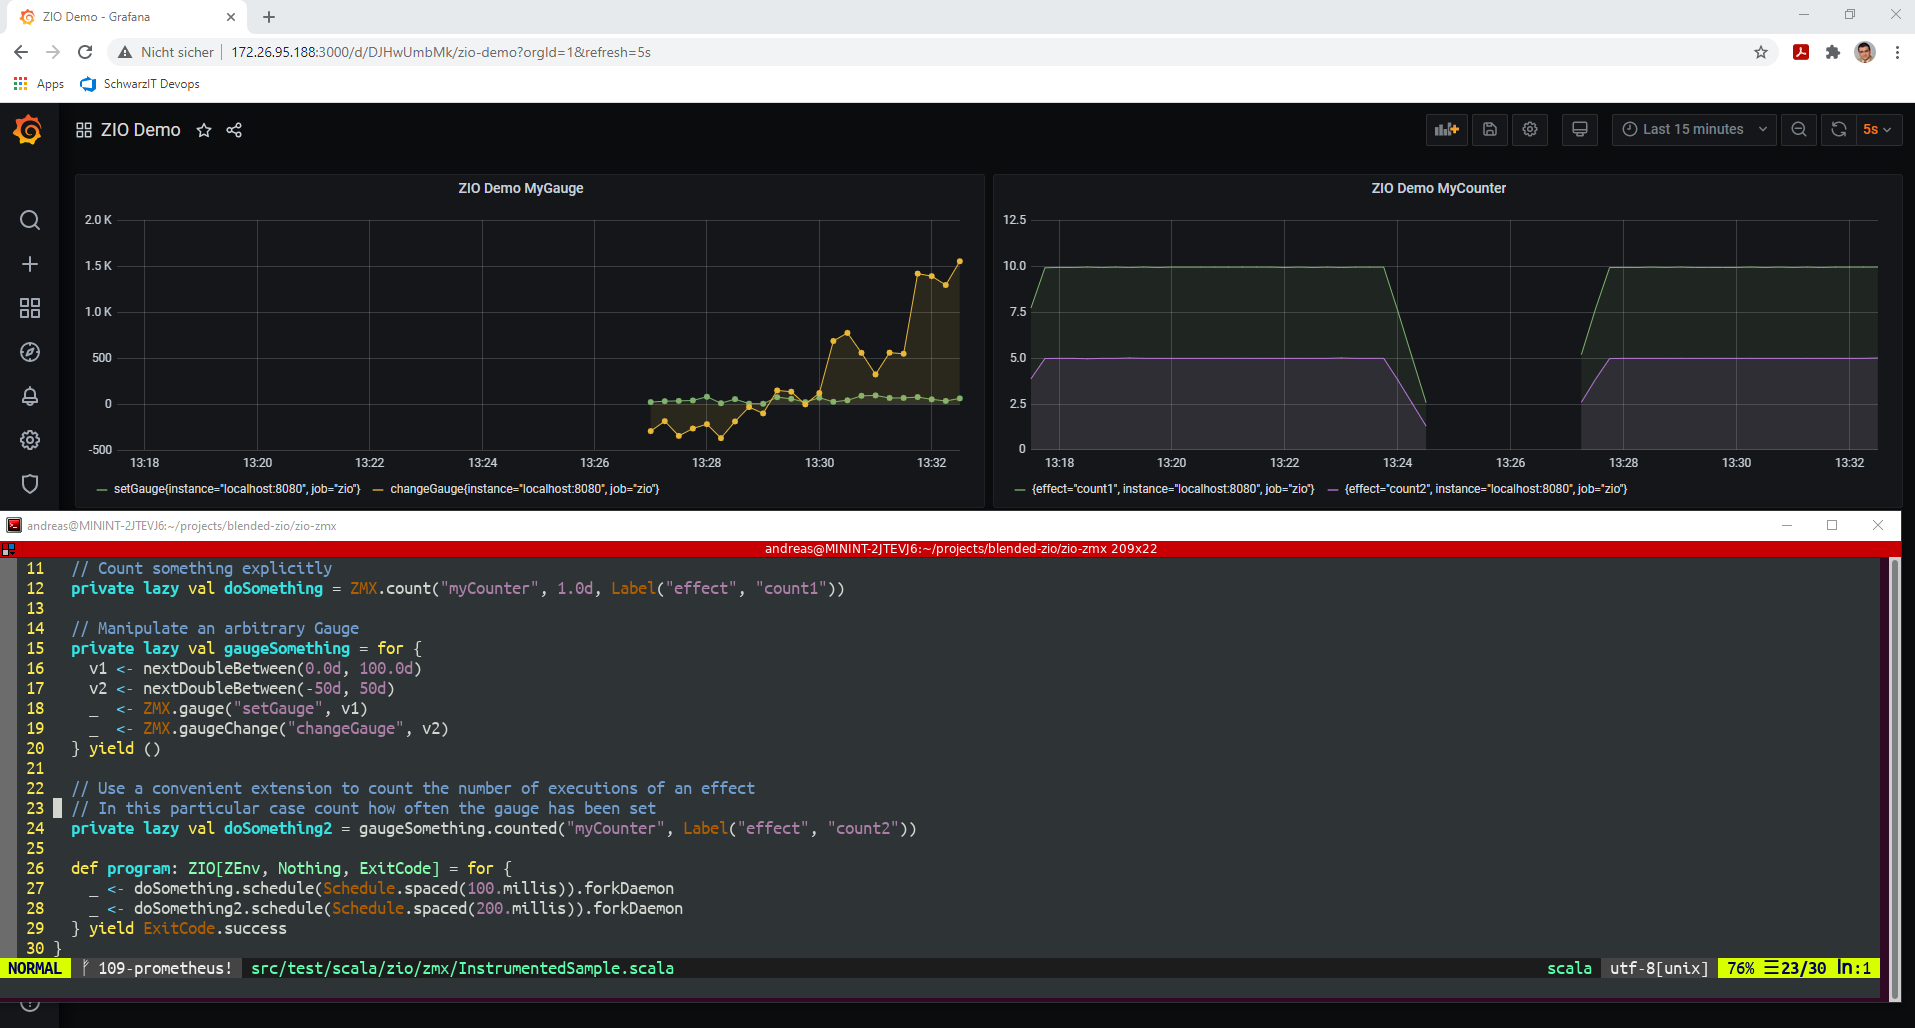 ZIO Demo - Grafana
Nicht sicher 172.26.95.188:3000/d/DJHwUmbMk/zio-demo?orgId=1&refresh=5s
Apps SchwarzIT Devops
ZIO Demo
Last 15 minutes 5s
ZIO Demo MyGauge
2.0 K
1.5 K
1.0 K
500
0
-500
13:18 13:20 13:22 13:24 13:26 13:28 13:30 13:32
setGauge{instance="localhost:8080", job="zio"} changeGauge{instance="localhost:8080", job="zio"}
ZIO Demo MyCounter
12.5
10.0
7.5
5.0
2.5
0
13:18 13:20 13:22 13:24 13:26 13:28 13:30 13:32
{effect="count1", instance="localhost:8080", job="zio"} {effect="count2", instance="localhost:8080", job="zio"}
andreas@MININT-2JTEVJ6:~/projects/blended-zio/zio-zmx
andreas@MININT-2JTEVJ6:~/projects/blended-zio/zio-zmx 209x22
11 // Count something explicitly
12 private lazy val doSomething = ZMX.count("myCounter", 1.0d, Label("effect", "count1"))
13
14 // Manipulate an arbitrary Gauge
15 private lazy val gaugeSomething = for {
16 v1 <- nextDoubleBetween(0.0d, 100.0d)
17 v2 <- nextDoubleBetween(-50d, 50d)
18 _ <- ZMX.gauge("setGauge", v1)
19 _ <- ZMX.gaugeChange("changeGauge", v2)
20 } yield ()
21
22 // Use a convenient extension to count the number of executions of an effect
23 // In this particular case count how often the gauge has been set
24 private lazy val doSomething2 = gaugeSomething.counted("myCounter", Label("effect", "count2"))
25
26 def program: ZIO[ZEnv, Nothing, ExitCode] = for {
27 _ <- doSomething.schedule(Schedule.spaced(100.millis)).forkDaemon
28 _ <- doSomething2.schedule(Schedule.spaced(200.millis)).forkDaemon
29 } yield ExitCode.success
30 }
NORMAL 109-prometheus! src/test/scala/zio/zmx/InstrumentedSample.scala scala utf-8[unix] 76% ☰23/30 ln:1